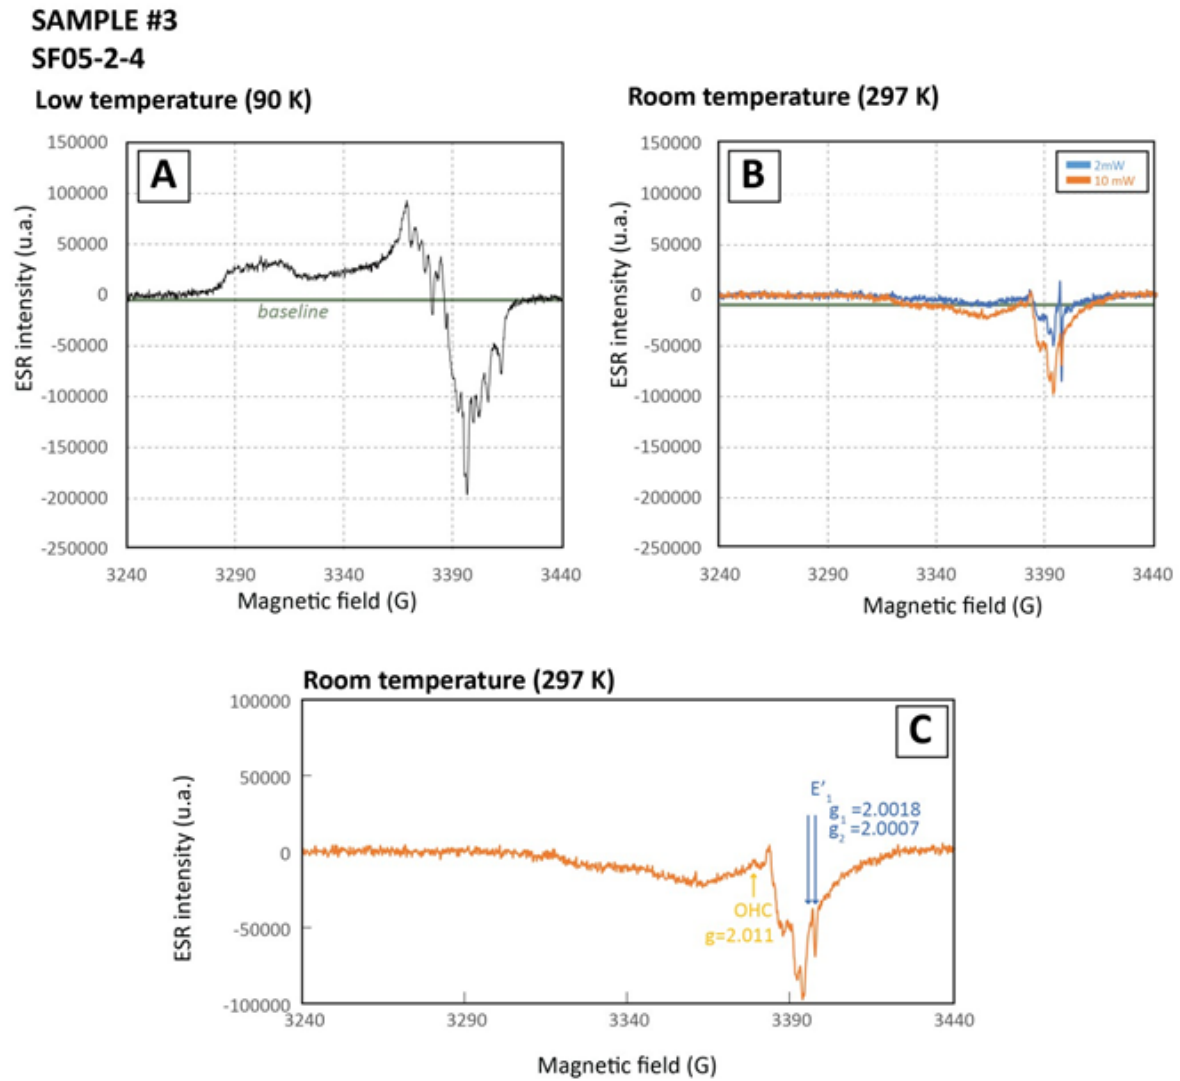 SAMPLE #3
SF05-2-4
Low temperature (90 K)
A
150000
100000
50000
0
-50000
-100000
-150000
-200000
-250000
ESR intensity (u.a.)
baseline
3240 3290 3340 3390 3440
Magnetic field (G)
Room temperature (297 K)
B
2mW
10 mW
150000
100000
50000
0
-50000
-100000
-150000
-200000
-250000
ESR intensity (u.a.)
3240 3290 3340 3390 3440
Magnetic field (G)
Room temperature (297 K)
C
100000
50000
0
-50000
-100000
ESR intensity (u.a.)
E'₁
g₁ =2.0018
g₂ =2.0007
OHC
g=2.011
3240 3290 3340 3390 3440
Magnetic field (G)